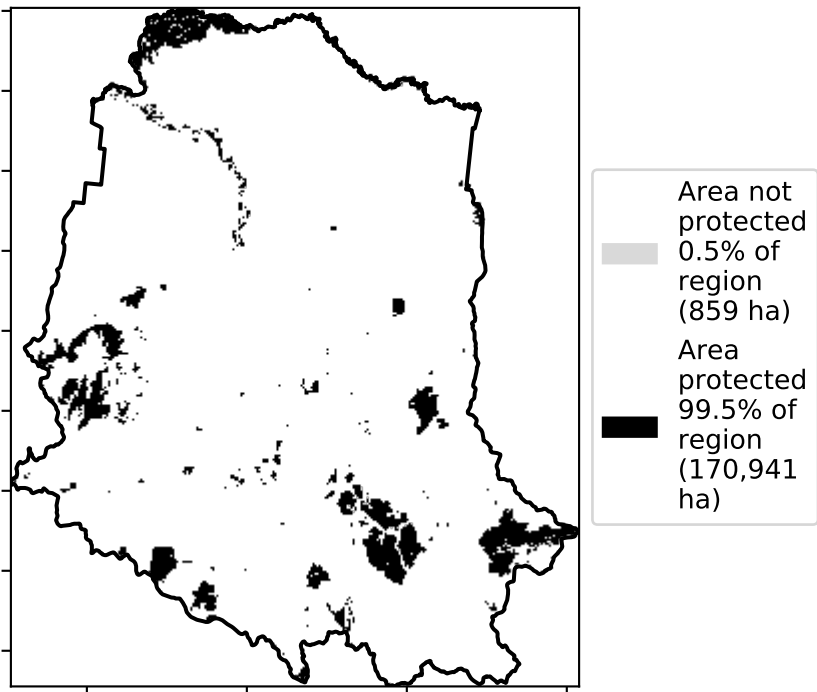 Area not
protected
0.5% of
region
(859 ha)
Area
protected
99.5% of
region
(170,941
ha)